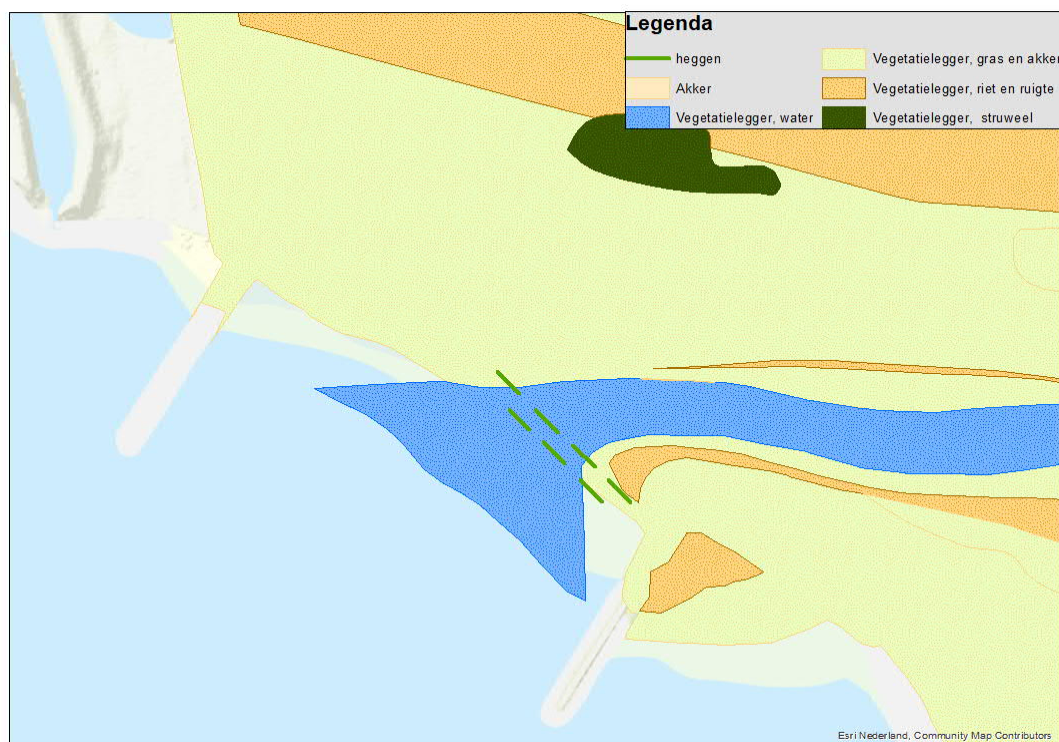 Legenda
heggen
Akker
Vegetatielegger, water
Vegetatielegger, gras en akker
Vegetatielegger, riet en ruigte
Vegetatielegger, struweel
Esri Nederland, Community Map Contributors